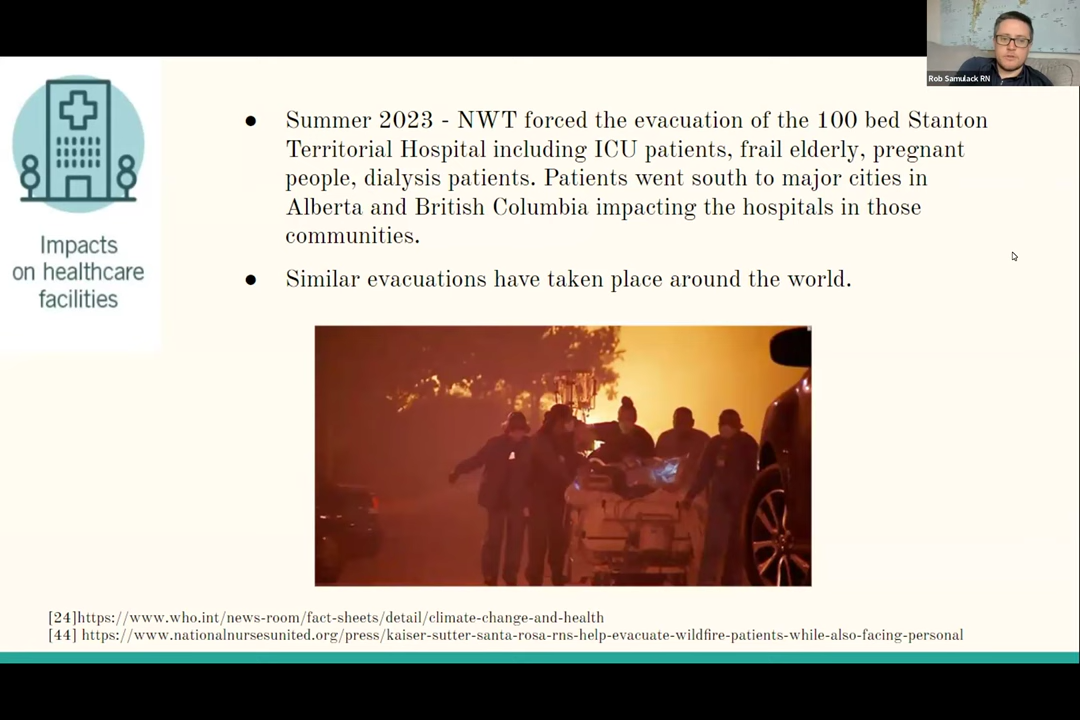 Rob Samulack RN
Impacts
on healthcare
facilities
● Summer 2023 - NWT forced the evacuation of the 100 bed Stanton
Territorial Hospital including ICU patients, frail elderly, pregnant
people, dialysis patients. Patients went south to major cities in
Alberta and British Columbia impacting the hospitals in those
communities.
● Similar evacuations have taken place around the world.
[24]https://www.who.int/news-room/fact-sheets/detail/climate-change-and-health
[44] https://www.nationalnursesunited.org/press/kaiser-sutter-santa-rosa-rns-help-evacuate-wildfire-patients-while-also-facing-personal